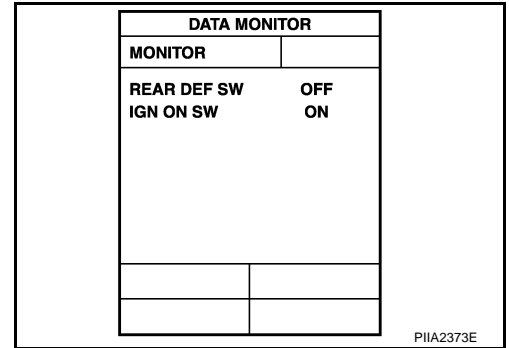 DATA MONITOR
MONITOR
REAR DEF SW OFF
IGN ON SW ON
PIIA2373E